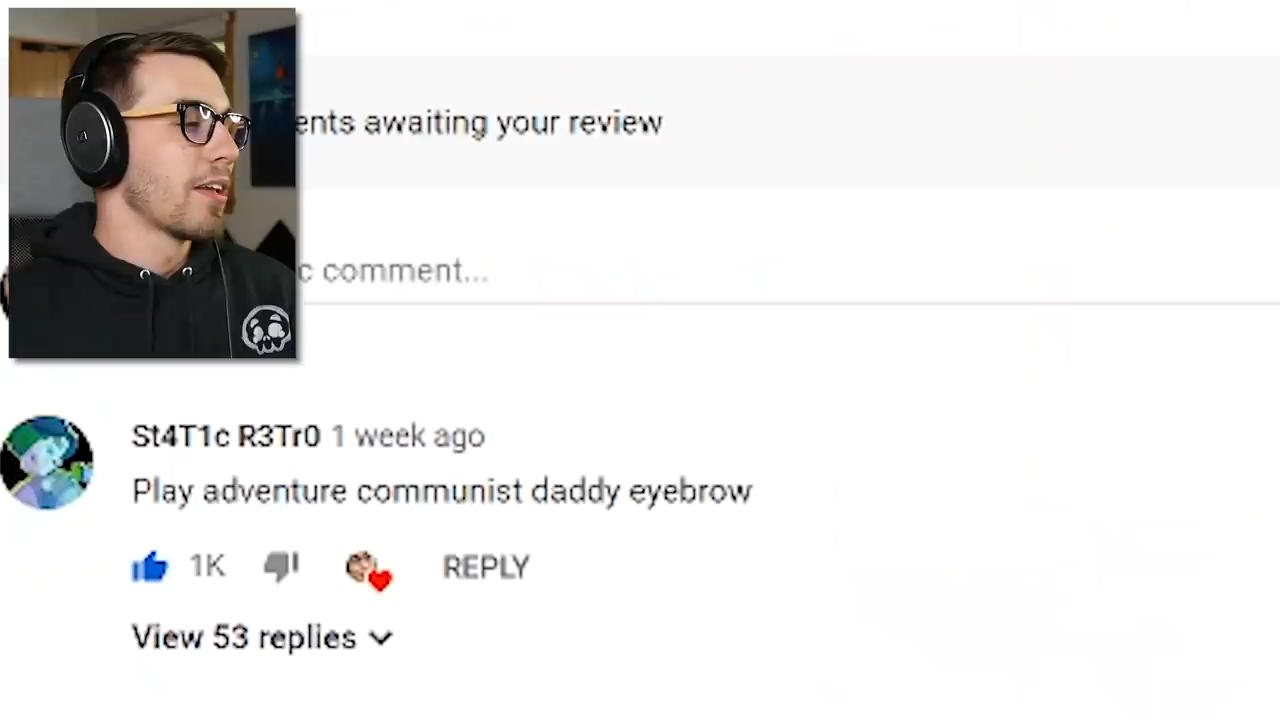 ents awaiting your review
c comment...
St4T1c R3Tr0 1 week ago
Play adventure communist daddy eyebrow
1K REPLY
View 53 replies